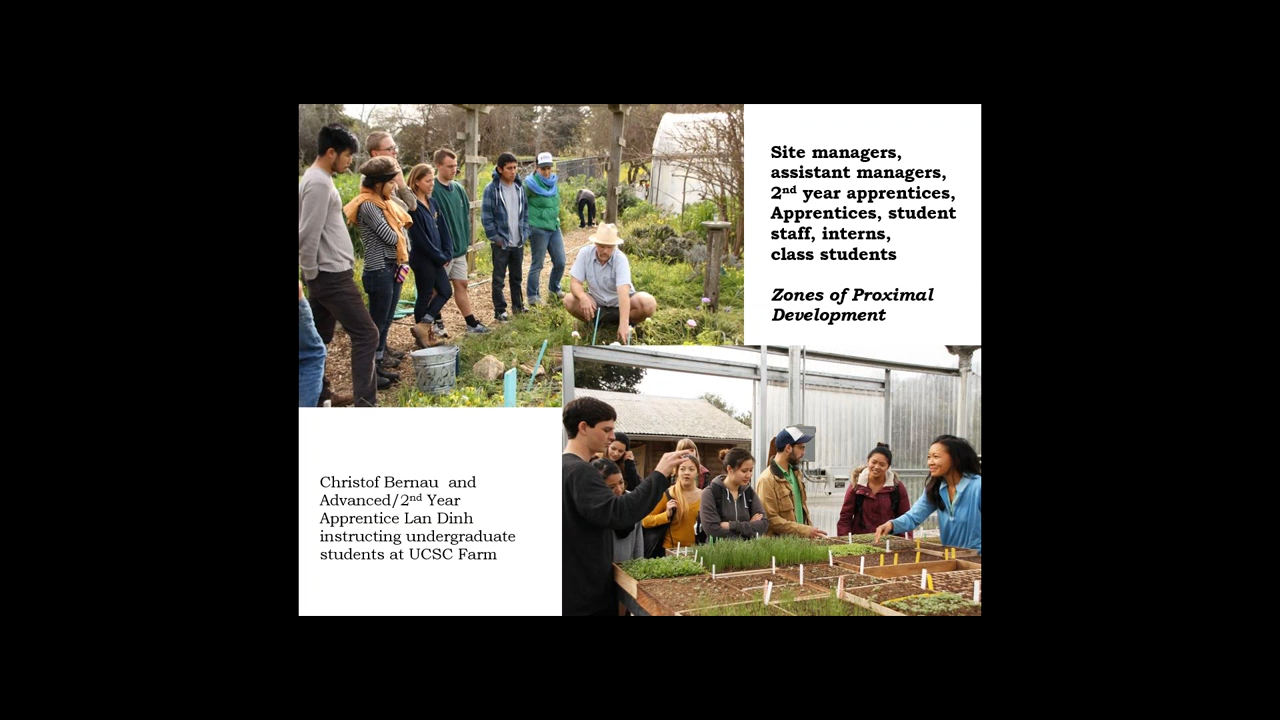 Site managers,
assistant managers,
2nd year apprentices,
Apprentices, student
staff, interns,
class students
Zones of Proximal
Development
Christof Bernau  and
Advanced/2nd Year
Apprentice Lan Dinh
instructing undergraduate
students at UCSC Farm